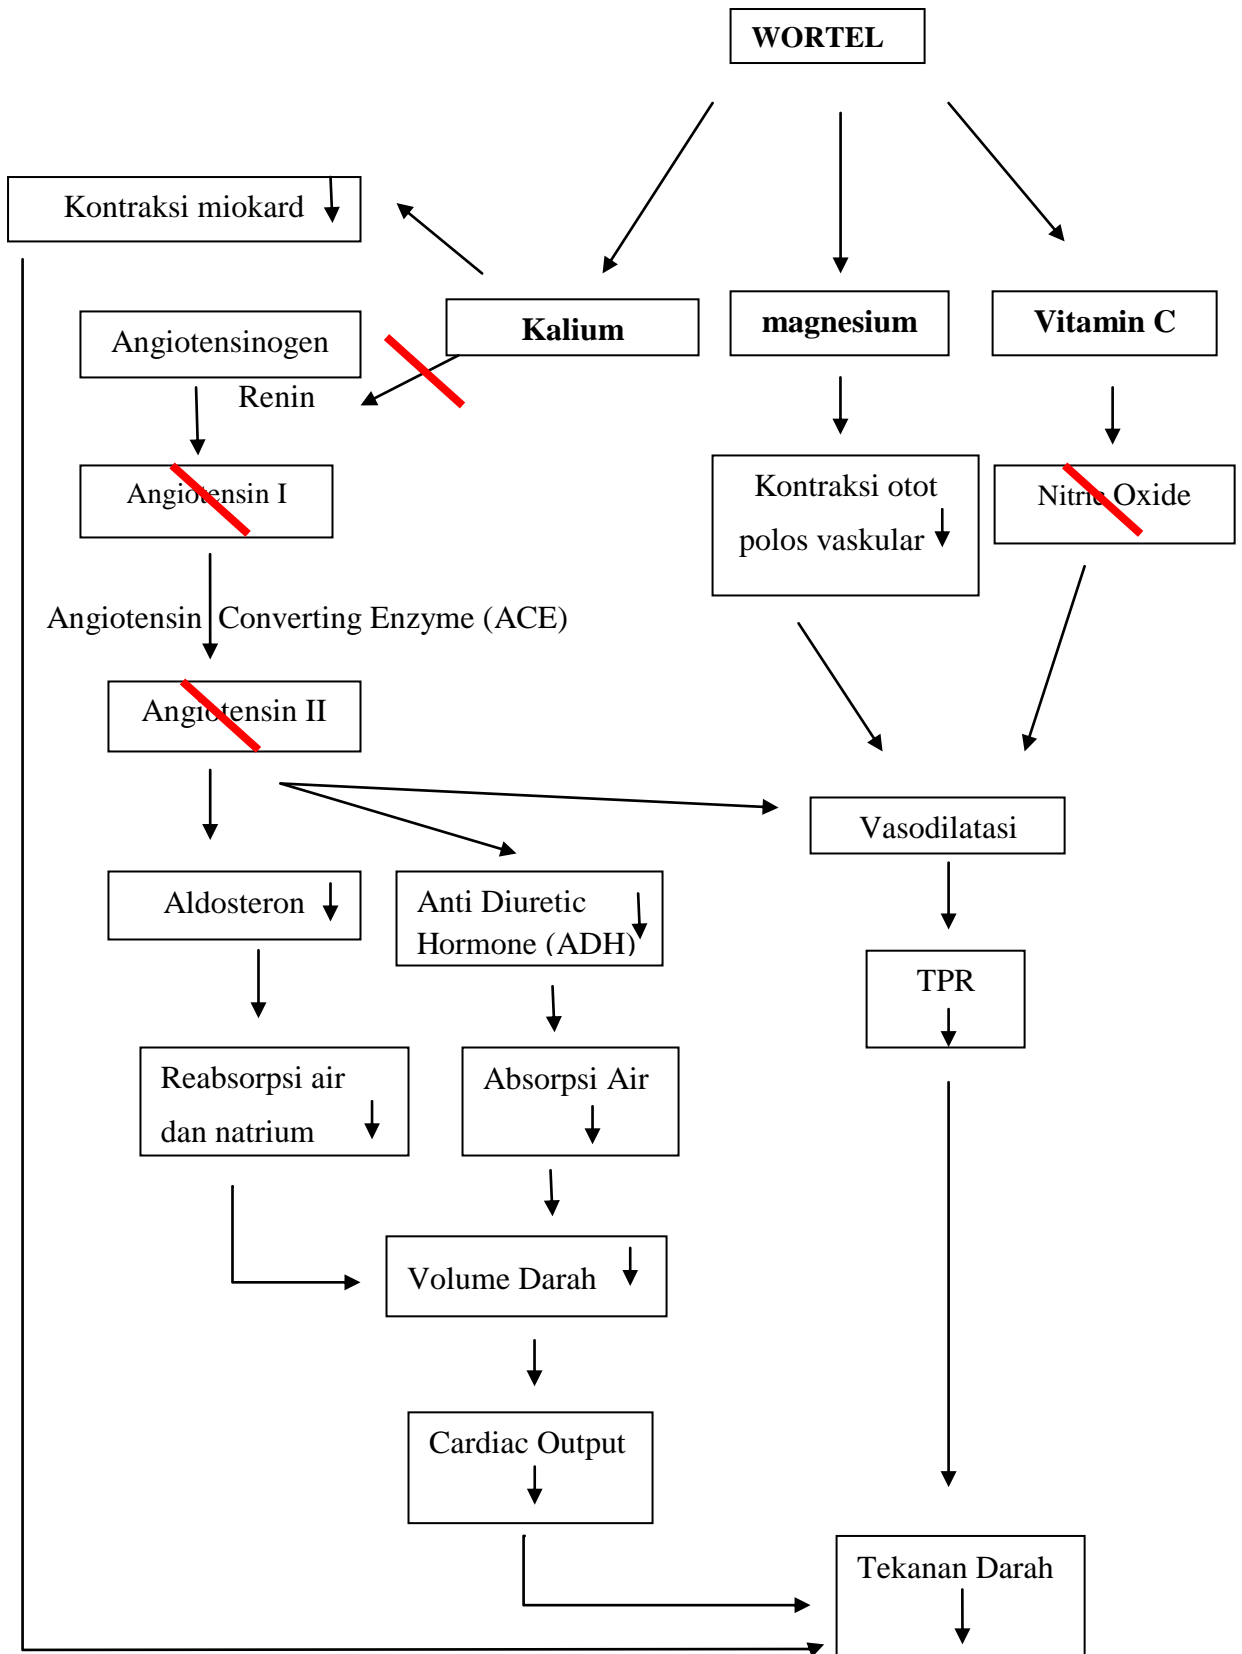 WORTEL
Kontraksi miokard
Kalium
magnesium
Vitamin C
Angiotensinogen
Renin
Angiotensin I
Kontraksi otot
polos vaskular
Nitric Oxide
Angiotensin Converting Enzyme (ACE)
Angiotensin II
Vasodilatasi
Aldosteron
Anti Diuretic
Hormone (ADH)
TPR
Reabsorpsi air
dan natrium
Absorpsi Air
Volume Darah
Cardiac Output
Tekanan Darah